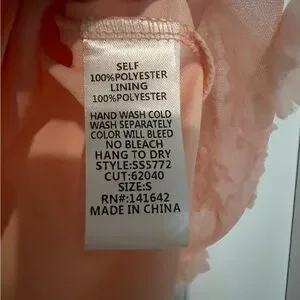 SELF
100%POLYESTER
LINING
100%POLYESTER
HAND WASH COLD
WASH SEPARATELY
COLOR WILL BLEED
NO BLEACH
HANG TO DRY
STYLE:SS5772
CUT:62040
SIZE:S
RN#:141642
MADE IN CHINA